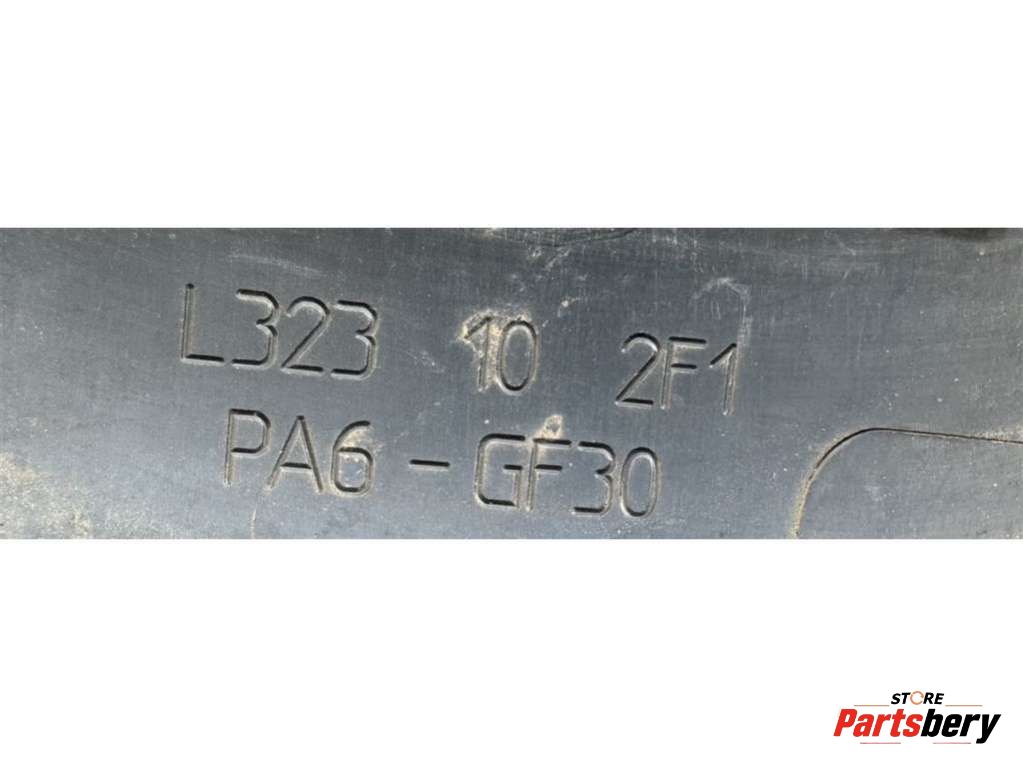 L323 10 2F1
PA6-GF30
STORE
Partsbery